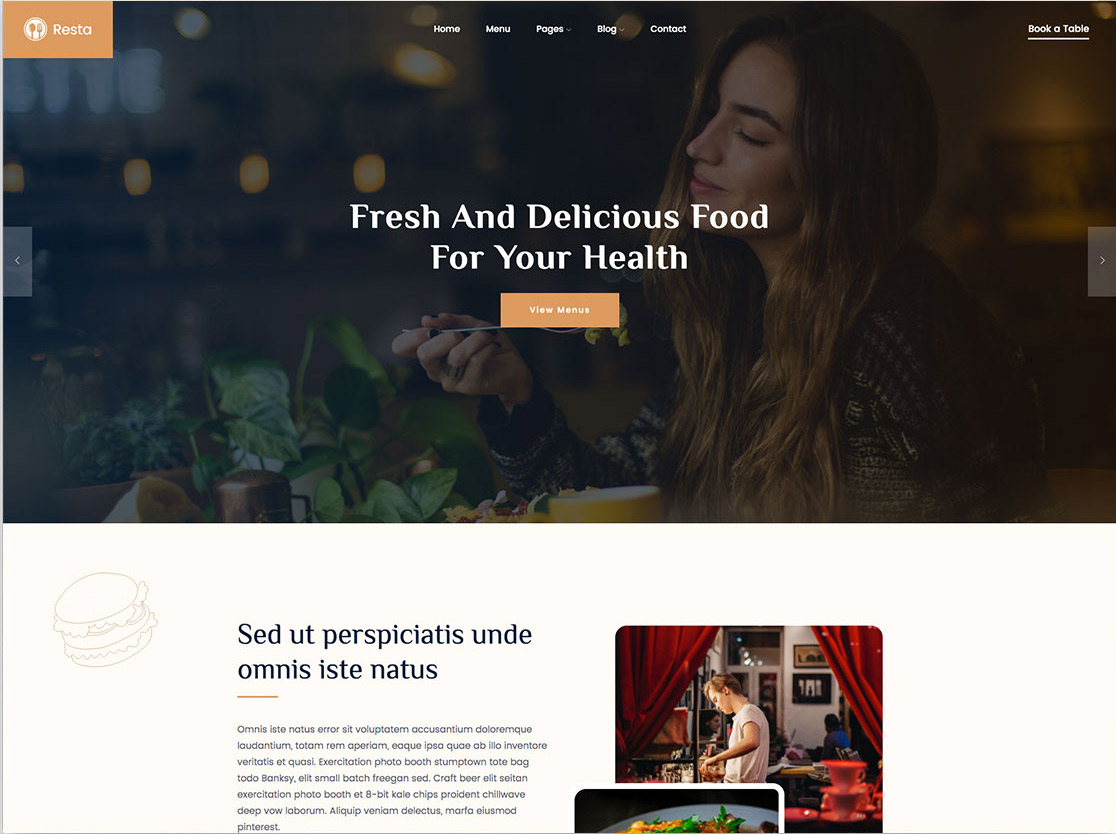 Resta
Home Menu Pages Blog Contact
Book a Table
Fresh And Delicious Food
For Your Health
View Menus
Sed ut perspiciatis unde
omnis iste natus
Omnis iste natus error sit voluptatem accusantium doloremque
laudantium, totam rem aperiam, eaque ipsa quae ab illo inventore
veritatis et quasi. Exercitation photo booth stumptown tote bag
todo Banksy, elit small batch freegan sed. Craft beer elit seitan
exercitation photo booth et 8-bit kale chips proident chillwave
deep vow laborum. Aliquip veniam delectus, marfa eiusmod
pinterest.